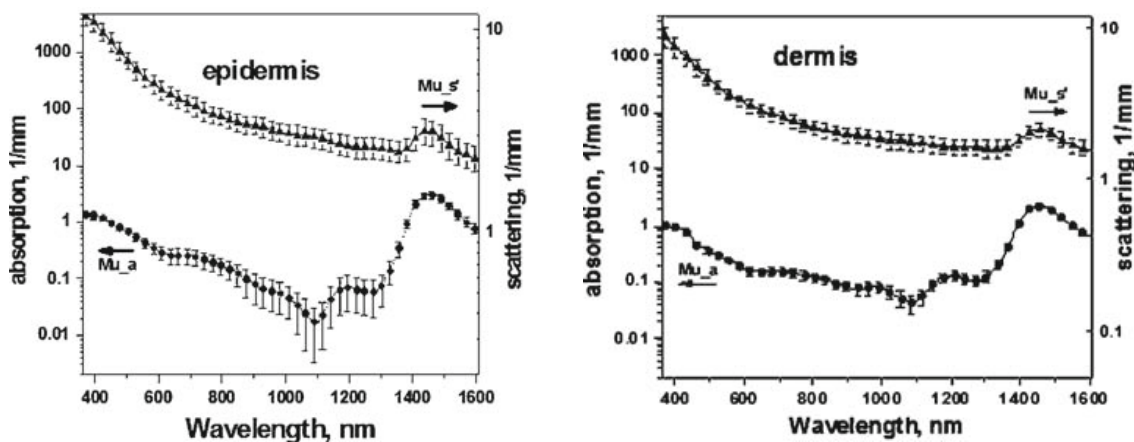 epidermis
Mu_s'
Mu_a
absorption, 1/mm
1000
100
10
1
0.1
0.01
scattering, 1/mm
10
1
400 600 800 1000 1200 1400 1600
Wavelength, nm
dermis
Mu_s'
Mu_a
absorption, 1/mm
1000
100
10
1
0.1
0.01
scattering, 1/mm
10
1
0.1
400 600 800 1000 1200 1400 1600
Wavelength, nm